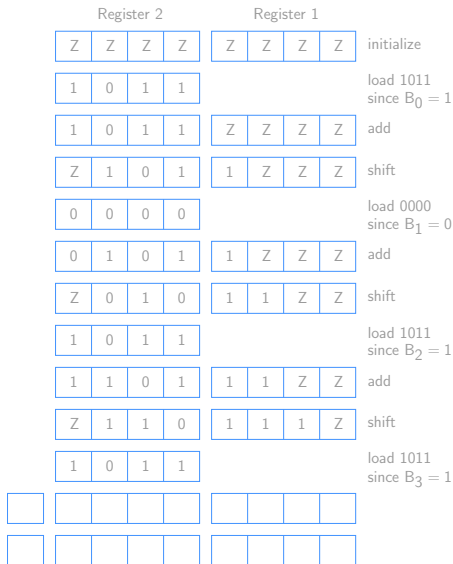 Register 2 Register 1
Z Z Z Z Z Z Z Z initialize
1 0 1 1 load 1011
since B0 = 1
1 0 1 1 Z Z Z Z add
Z 1 0 1 1 Z Z Z shift
0 0 0 0 load 0000
since B1 = 0
0 1 0 1 1 Z Z Z add
Z 0 1 0 1 1 Z Z shift
1 0 1 1 load 1011
since B2 = 1
1 1 0 1 1 1 Z Z add
Z 1 1 0 1 1 1 Z shift
1 0 1 1 load 1011
since B3 = 1